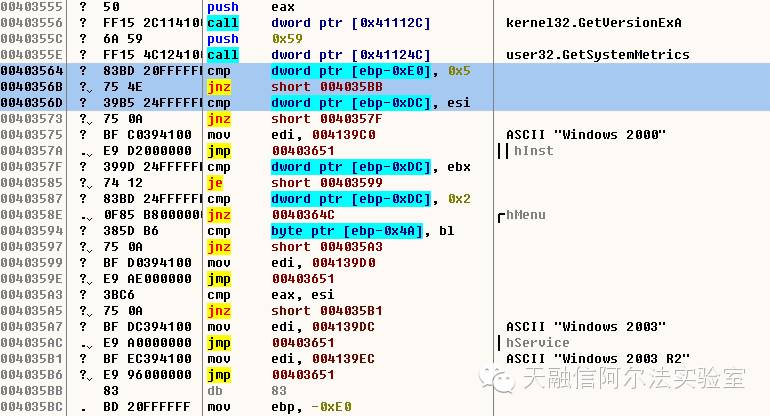 00403555 ? 50 push eax
00403556 ? FF15 2C114100 call dword ptr [0x41112C] kernel32.GetVersionExA
0040355C ? 6A 59 push 0x59
0040355E ? FF15 4C124100 call dword ptr [0x41124C] user32.GetSystemMetrics
00403564 ? 83BD 20FFFFFF cmp dword ptr [ebp-0xE0], 0x5
0040356B ? 75 4E jnz short 004035BB
0040356D ? 39B5 24FFFFFF cmp dword ptr [ebp-0xDC], esi
00403573 ? 75 0A jnz short 0040357F
00403575 ? BF C0394100 mov edi, 004139C0 ASCII "Windows 2000"
0040357A . E9 D2000000 jmp 00403651 hInst
0040357F ? 399D 24FFFFFF cmp dword ptr [ebp-0xDC], ebx
00403585 ? 74 12 je short 00403599
00403587 ? 83BD 24FFFFFF cmp dword ptr [ebp-0xDC], 0x2
0040358E . 0F85 B8000000 jnz 0040364C hMenu
00403594 ? 385D B6 cmp byte ptr [ebp-0x4A], bl
00403597 ? 75 0A jnz short 004035A3
00403599 ? BF D0394100 mov edi, 004139D0
0040359E ? E9 AE000000 jmp 00403651
004035A3 ? 3BC6 cmp eax, esi
004035A5 ? 75 0A jnz short 004035B1
004035A7 ? BF DC394100 mov edi, 004139DC ASCII "Windows 2003"
004035AC . E9 A0000000 jmp 00403651 hService
004035B1 ? BF EC394100 mov edi, 004139EC ASCII "Windows 2003 R2"
004035B6 ? E9 96000000 jmp 00403651
004035BB 83 db 83
004035BC . BD 20FFFFFF mov ebp, -0xE0
天融信阿尔法实验室